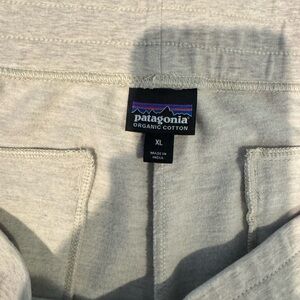 patagonia
ORGANIC COTTON
XL
MADE IN
INDIA